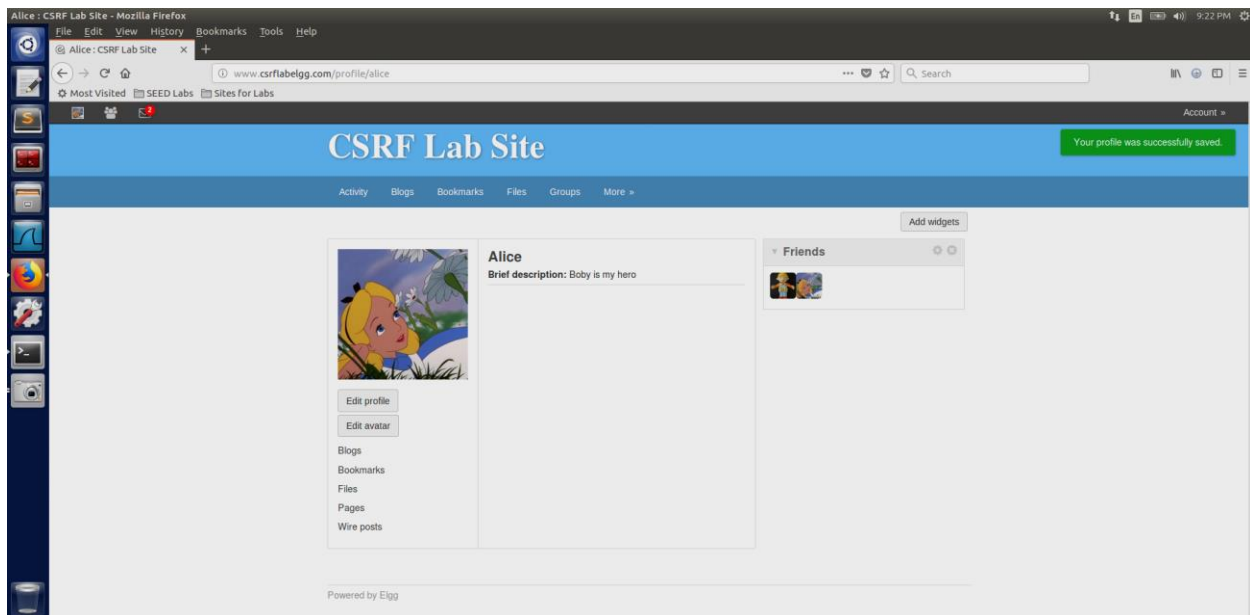 Alice : CSRF Lab Site - Mozilla Firefox
En 9:22 PM
File Edit View History Bookmarks Tools Help
Alice : CSRF Lab Site × +
www.csrflabelgg.com/profile/alice
Search
Most Visited SEED Labs Sites for Labs
2
Account »
CSRF Lab Site
Your profile was successfully saved.
Activity Blogs Bookmarks Files Groups More »
Add widgets
Alice
Brief description: Boby is my hero
Friends
Edit profile
Edit avatar
Blogs
Bookmarks
Files
Pages
Wire posts
Powered by Elgg